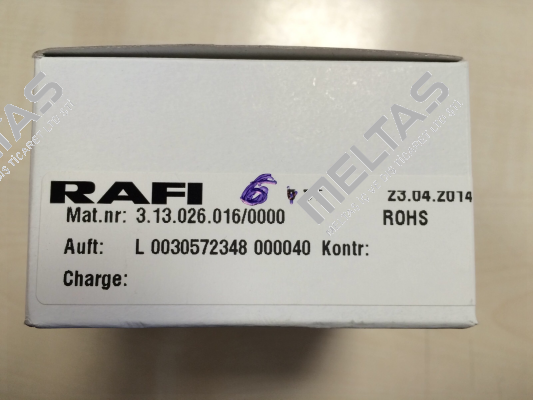 RAFI 6 23.04.2014
Mat.nr: 3.13.026.016/0000 ROHS
Auft: L 0030572348 000040 Kontr:
Charge:
MELTAS
MELTAS